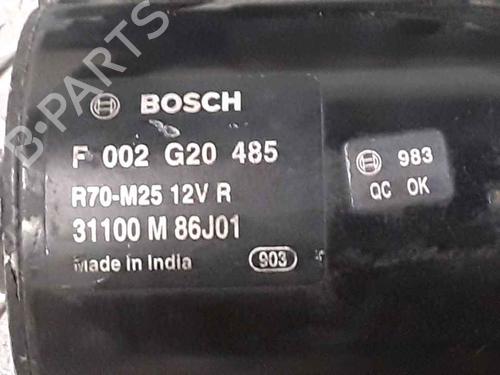 BOSCH
F 002 G20 485
R70-M25 12V R
31100 M 86J01
Made in India 903
983
QC OK
B-PARTS